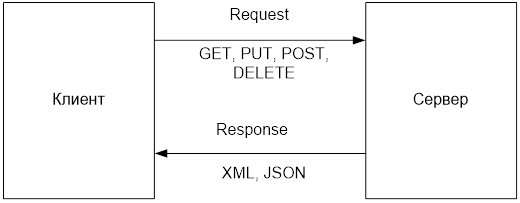 Request
GET, PUT, POST,
DELETE
Клиент
Сервер
Response
XML, JSON